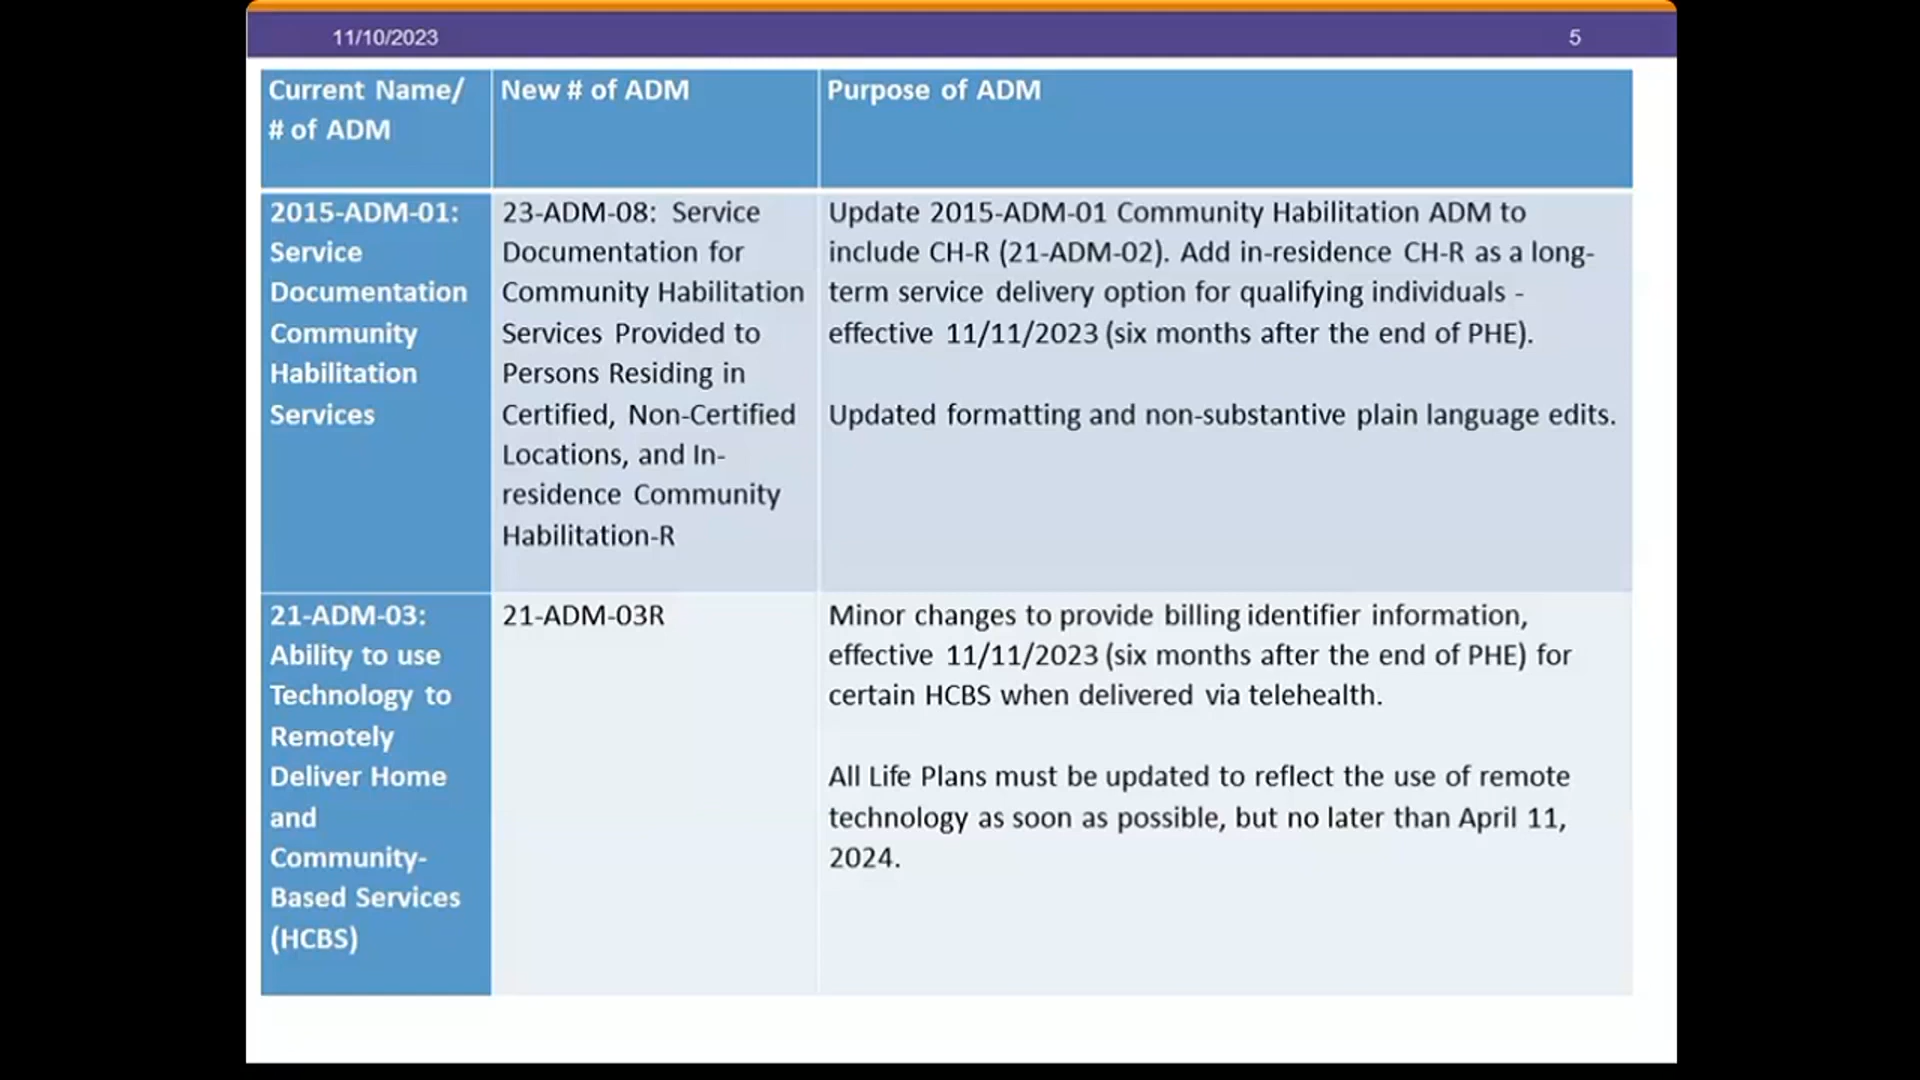 11/10/2023
5
Current Name/
# of ADM
New # of ADM
Purpose of ADM
2015-ADM-01:
Service
Documentation
Community
Habilitation
Services
23-ADM-08: Service
Documentation for
Community Habilitation
Services Provided to
Persons Residing in
Certified, Non-Certified
Locations, and In-
residence Community
Habilitation-R
Update 2015-ADM-01 Community Habilitation ADM to
include CH-R (21-ADM-02). Add in-residence CH-R as a long-
term service delivery option for qualifying individuals -
effective 11/11/2023 (six months after the end of PHE).
Updated formatting and non-substantive plain language edits.
21-ADM-03:
Ability to use
Technology to
Remotely
Deliver Home
and
Community-
Based Services
(HCBS)
21-ADM-03R
Minor changes to provide billing identifier information,
effective 11/11/2023 (six months after the end of PHE) for
certain HCBS when delivered via telehealth.
All Life Plans must be updated to reflect the use of remote
technology as soon as possible, but no later than April 11,
2024.